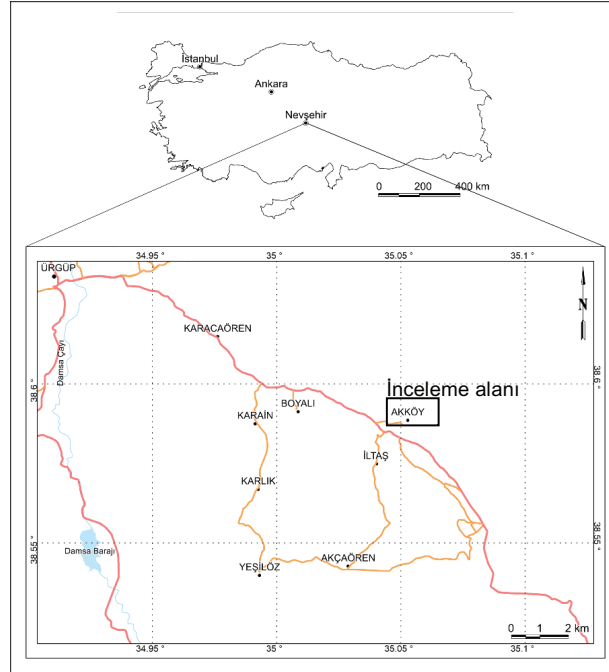 İstanbul
Ankara
Nevşehir
0 200 400 km
34.95 35 ° 35.05 35.1 °
ÜRGÜP
N
KARACAÖREN
Damsa Çayı
38.6 ° 38.6 °
İnceleme alanı
BOYALI
AKKÖY
KARAİN
İLTAŞ
KARLIK
38.55 ° 38.55 °
Damsa Barajı
AKÇAÖREN
YEŞİLÖZ
0 1 2 km
34.95 35 ° 35.05 35.1 °